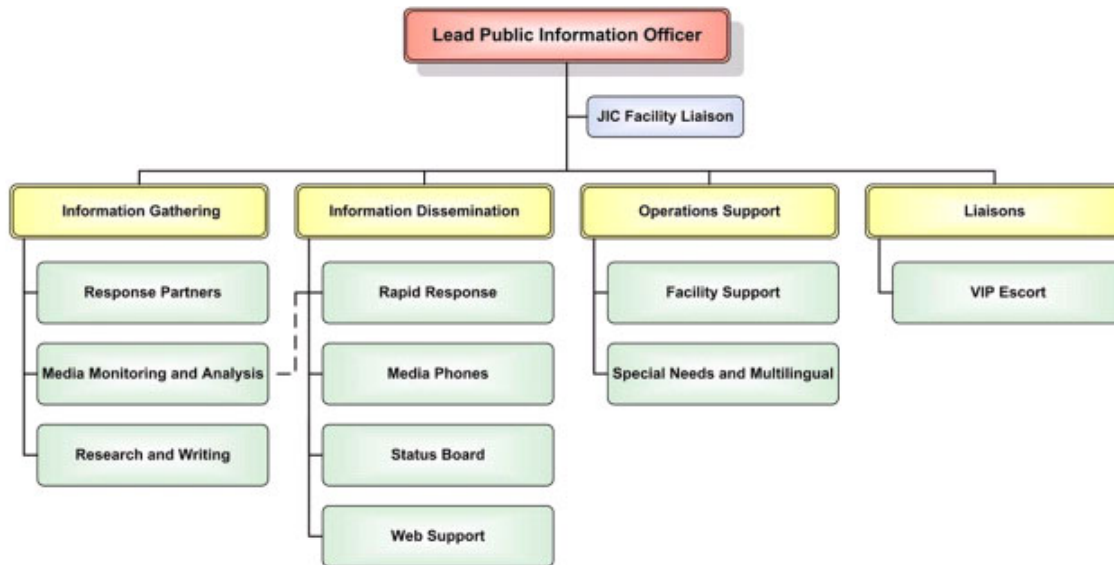 Lead Public Information Officer
JIC Facility Liaison
Information Gathering
Information Dissemination
Operations Support
Liaisons
Response Partners
Rapid Response
Facility Support
VIP Escort
Media Monitoring and Analysis
Media Phones
Special Needs and Multilingual
Research and Writing
Status Board
Web Support